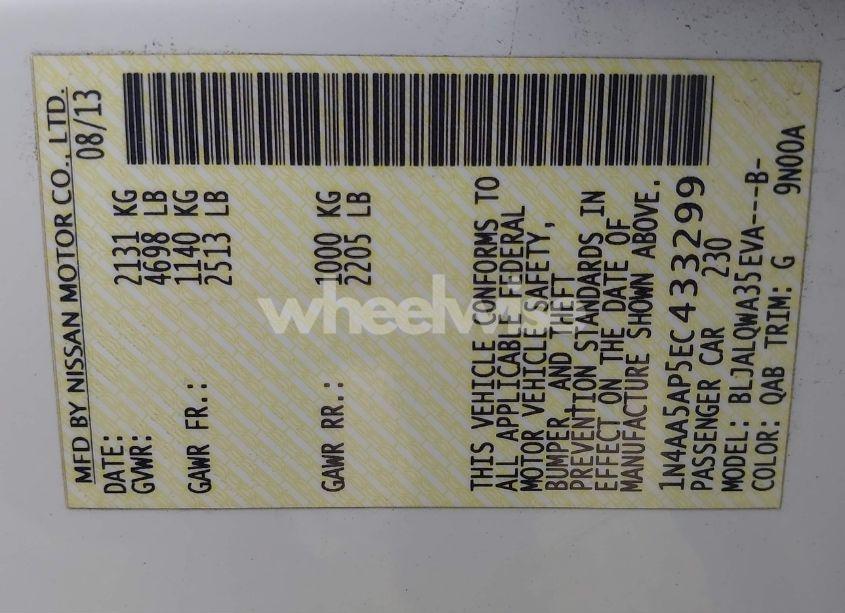 MFD BY NISSAN MOTOR CO., LTD.
DATE: 08/13
GVWR: 2131 KG
4698 LB
GAWR FR.: 1140 KG
2513 LB
GAWR RR.: 1000 KG
2205 LB
THIS VEHICLE CONFORMS TO
ALL APPLICABLE FEDERAL
MOTOR VEHICLE SAFETY,
BUMPER, AND THEFT
PREVENTION STANDARDS IN
EFFECT ON THE DATE OF
MANUFACTURE SHOWN ABOVE.
1N4AA5AP5EC433299
PASSENGER CAR 230
MODEL: BLJALQWA35EVA---B-
COLOR: QAB TRIM: G 9N00A